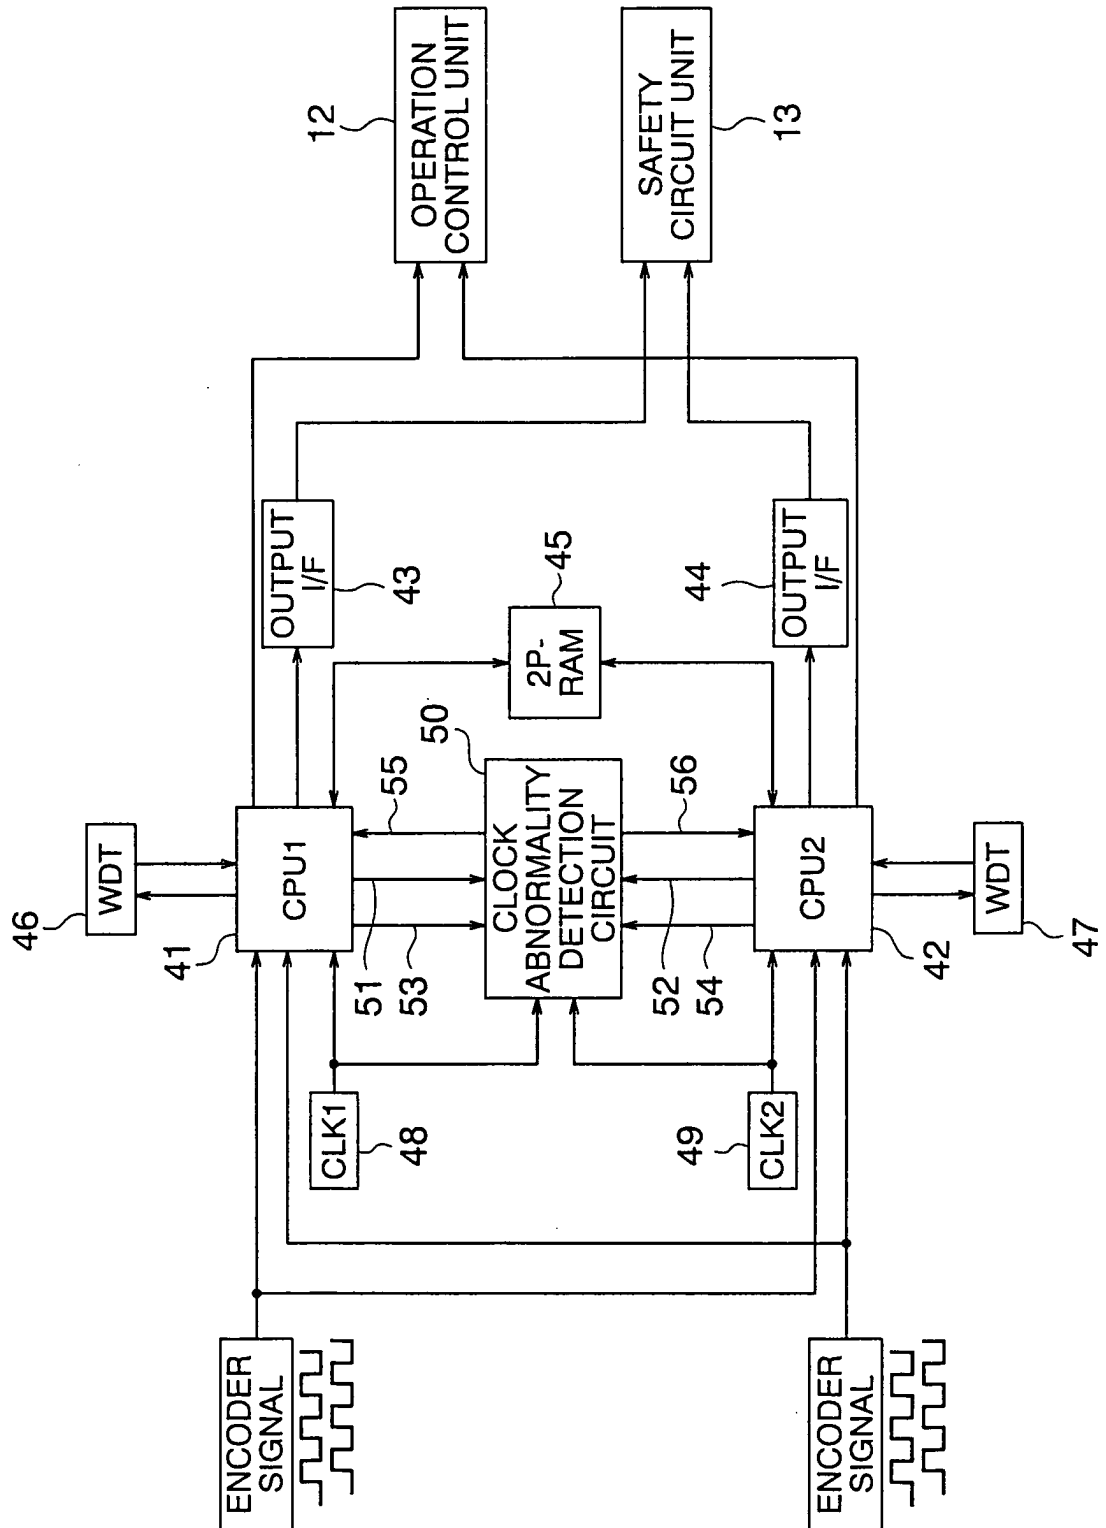 46
WDT
41
CPU1
ENCODER
SIGNAL
CLK1
48
51
53
55
50
CLOCK
ABNORMALITY
DETECTION
CIRCUIT
OUTPUT
I/F
43
2P-
RAM
45
12
OPERATION
CONTROL UNIT
SAFETY
CIRCUIT UNIT
13
52
54
56
49
CLK2
44
OUTPUT
I/F
CPU2
42
ENCODER
SIGNAL
WDT
47